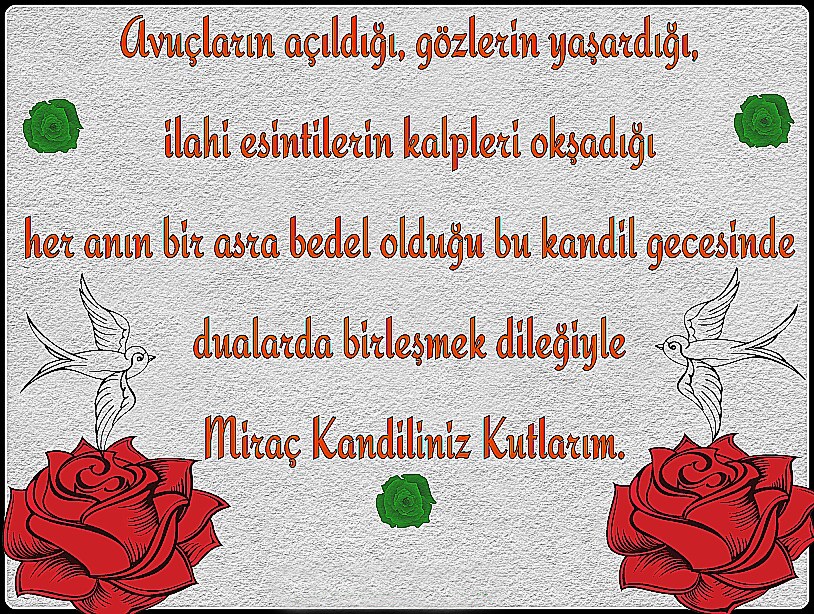 Avuçların açıldığı, gözlerin yaşardığı,
ilahi esintilerin kalpleri okşadığı
her anın bir asra bedel olduğu bu kandil gecesinde
dualarda birleşmek dileğiyle
Miraç Kandiliniz Kutlarım.